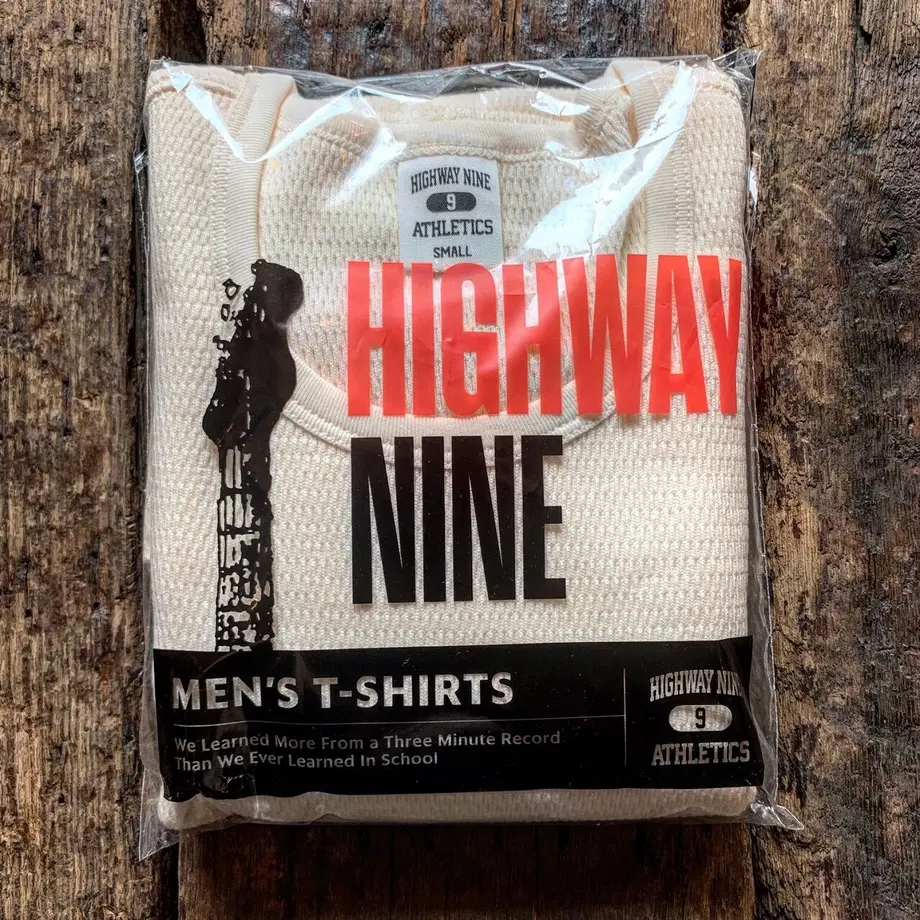 HIGHWAY NINE
9
ATHLETICS
SMALL
HIGHWAY
NINE
MEN'S T-SHIRTS
We Learned More From a Three Minute Record
Than We Ever Learned In School
HIGHWAY NINE
9
ATHLETICS